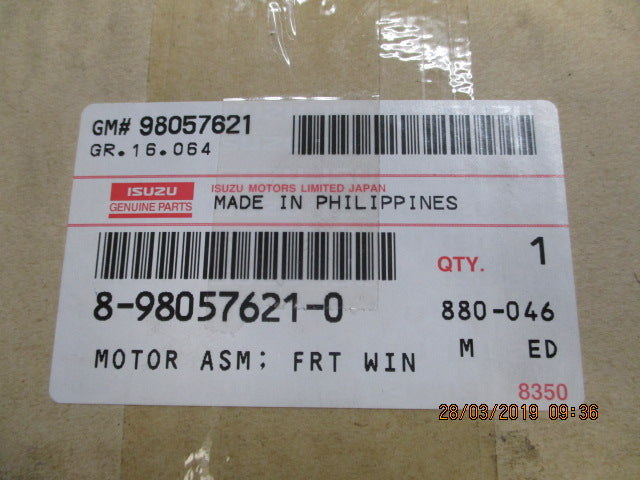 GM# 98057621
GR.16.064
ISUZU
GENUINE PARTS
ISUZU MOTORS LIMITED JAPAN
MADE IN PHILIPPINES
QTY. 1
8-98057621-0 880-046
MOTOR ASM; FRT WIN M ED
8350
28/03/2019 09:36